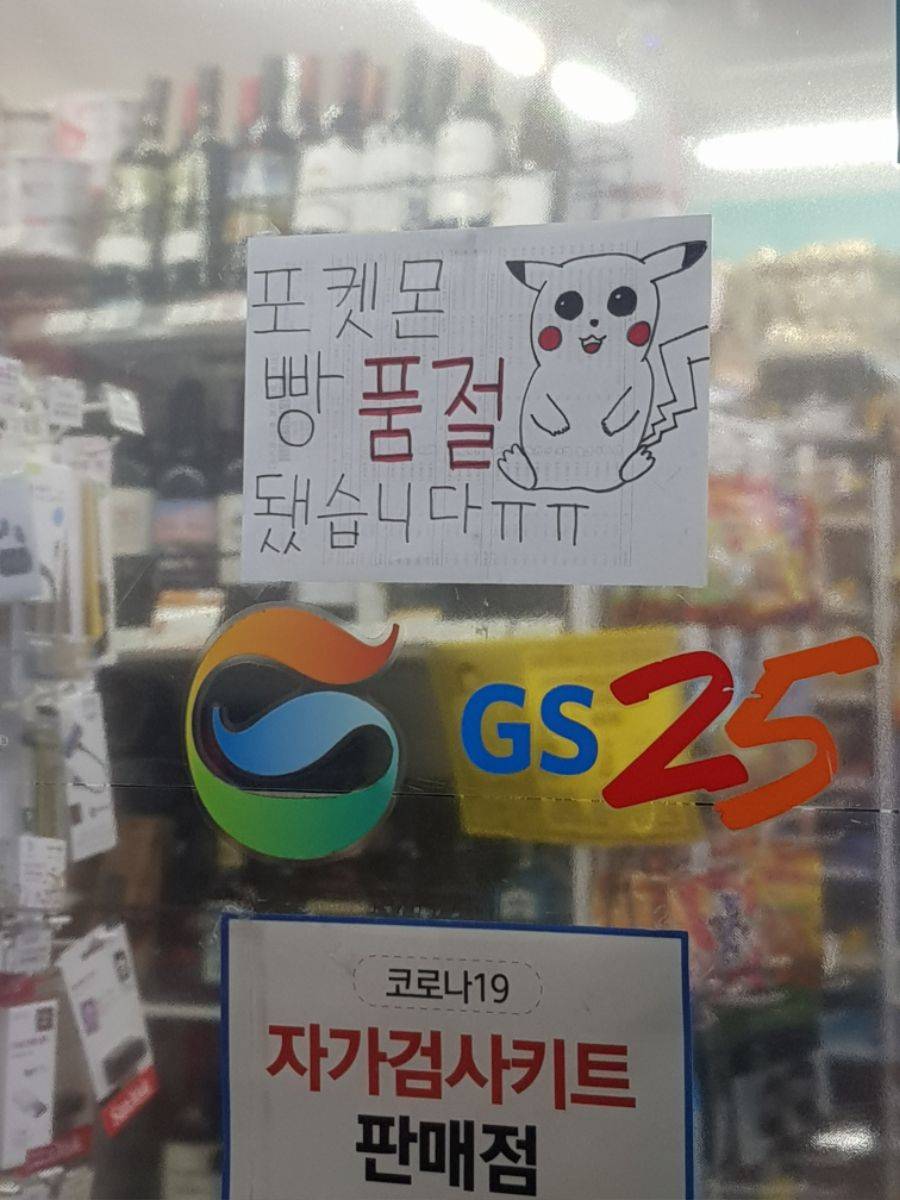 포켓몬
빵 품절
됐습니다ㅠㅠ
GS25
코로나19
자가검사키트
판매점
SanDisk